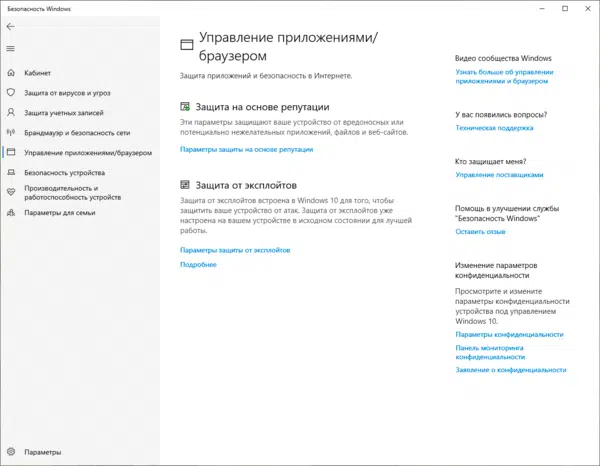 Безопасность Windows
Кабинет
Защита от вирусов и угроз
Защита учетных записей
Брандмауэр и безопасность сети
Управление приложениями/браузером
Безопасность устройства
Производительность и
работоспособность устройств
Параметры для семьи
Параметры
Управление приложениями/
браузером
Защита приложений и безопасность в Интернете.
Защита на основе репутации
Эти параметры защищают ваше устройство от вредоносных или
потенциально нежелательных приложений, файлов и веб-сайтов.
Параметры защиты на основе репутации
Защита от эксплойтов
Защита от эксплойтов встроена в Windows 10 для того, чтобы
защитить ваше устройство от атак. Защита от эксплойтов уже
настроена на вашем устройстве в исходном состоянии для лучшей
работы.
Параметры защиты от эксплойтов
Подробнее
Видео сообщества Windows
Узнать больше об управлении
приложениями и браузером
У вас появились вопросы?
Техническая поддержка
Кто защищает меня?
Управление поставщиками
Помощь в улучшении службы
"Безопасность Windows"
Оставить отзыв
Изменение параметров
конфиденциальности
Просмотрите и измените
параметры конфиденциальности
устройства под управлением
Windows 10.
Параметры конфиденциальности
Панель мониторинга
конфиденциальности
Заявление о конфиденциальности